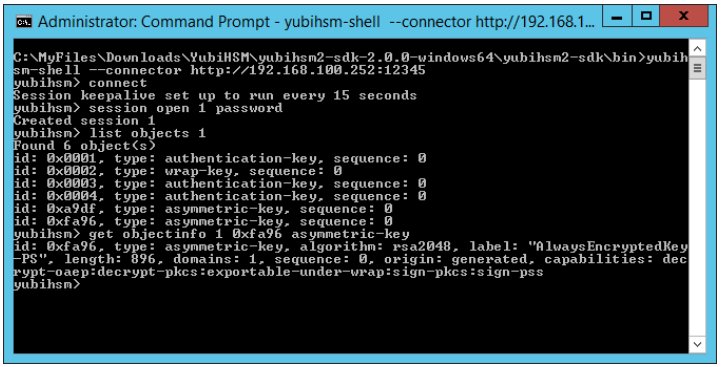 Administrator: Command Prompt - yubihsm-shell --connector http://192.168.1...
C:\MyFiles\Downloads\YubiHSM\yubihsm2-sdk-2.0.0-windows64\yubihsm2-sdk\bin>yubih
sm-shell --connector http://192.168.100.252:12345
yubihsm> connect
Session keepalive set up to run every 15 seconds
yubihsm> session open 1 password
Created session 1
yubihsm> list objects 1
Found 6 object(s)
id: 0x0001, type: authentication-key, sequence: 0
id: 0x0002, type: wrap-key, sequence: 0
id: 0x0003, type: authentication-key, sequence: 0
id: 0x0004, type: authentication-key, sequence: 0
id: 0xa9df, type: asymmetric-key, sequence: 0
id: 0xfa96, type: asymmetric-key, sequence: 0
yubihsm> get objectinfo 1 0xfa96 asymmetric-key
id: 0xfa96, type: asymmetric-key, algorithm: rsa2048, label: "AlwaysEncryptedKey
-PS", length: 896, domains: 1, sequence: 0, origin: generated, capabilities: dec
rypt-oaep:decrypt-pkcs:exportable-under-wrap:sign-pkcs:sign-pss
yubihsm>